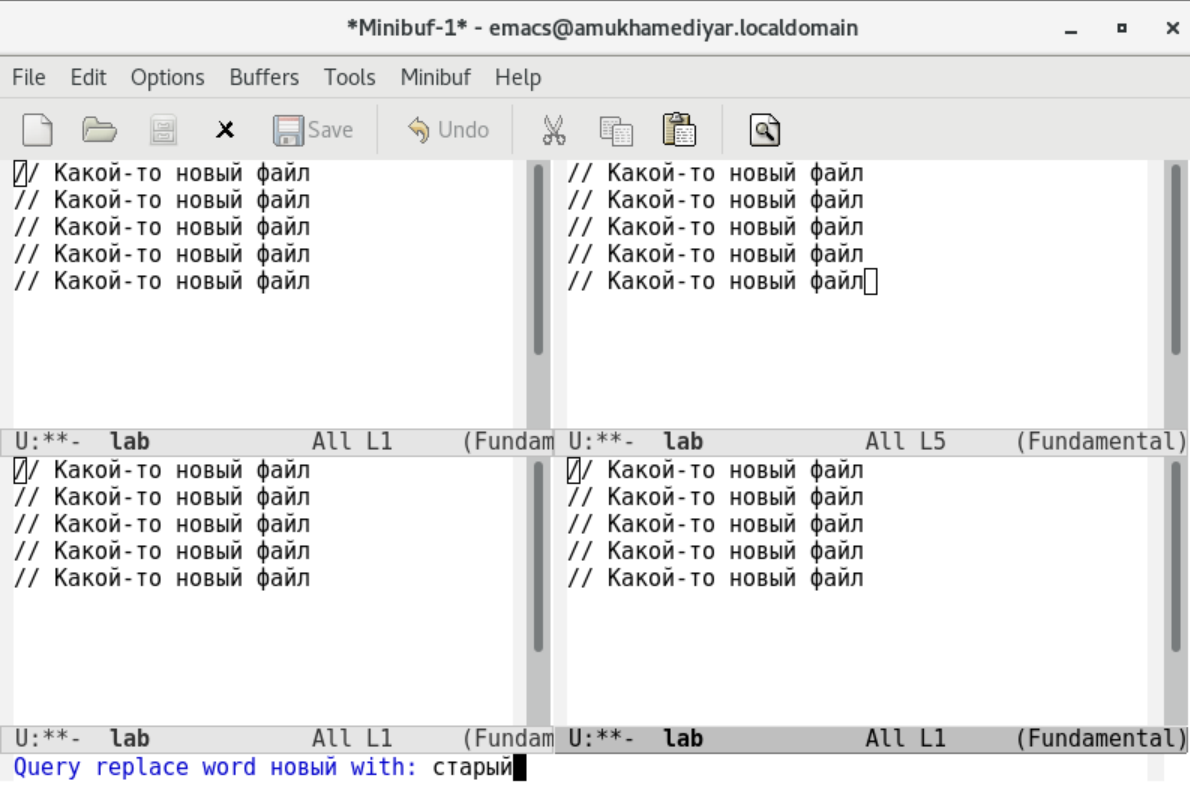 *Minibuf-1* - emacs@amukhamediyar.localdomain
File Edit Options Buffers Tools Minibuf Help
Save Undo
// Какой-то новый файл
// Какой-то новый файл
// Какой-то новый файл
// Какой-то новый файл
// Какой-то новый файл
U:**- lab All L1 (Fundam
// Какой-то новый файл
// Какой-то новый файл
// Какой-то новый файл
// Какой-то новый файл
// Какой-то новый файл
U:**- lab All L5 (Fundamental)
// Какой-то новый файл
// Какой-то новый файл
// Какой-то новый файл
// Какой-то новый файл
// Какой-то новый файл
U:**- lab All L1 (Fundam
// Какой-то новый файл
// Какой-то новый файл
// Какой-то новый файл
// Какой-то новый файл
// Какой-то новый файл
U:**- lab All L1 (Fundamental)
Query replace word новый with: старый